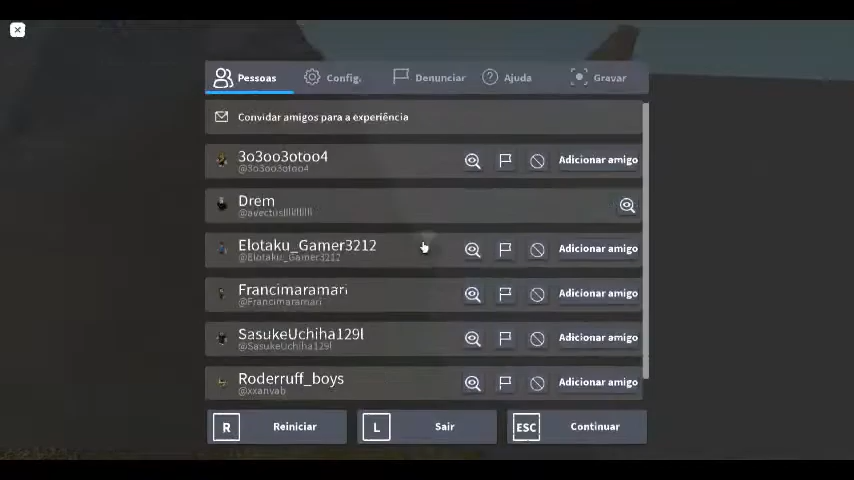 Pessoas Config. Denunciar Ajuda Gravar
Convidar amigos para a experiência
3o3oo3otoo4 Adicionar amigo
@3o3oo3otoo4
Drem
Elotaku_Gamer3212 Adicionar amigo
@Elotaku_Gamer3212
Francimaramari Adicionar amigo
@Francimaramari
SasukeUchiha129l Adicionar amigo
@SasukeUchiha129l
Roderruff_boys Adicionar amigo
@xxanvab
R Reiniciar L Sair ESC Continuar